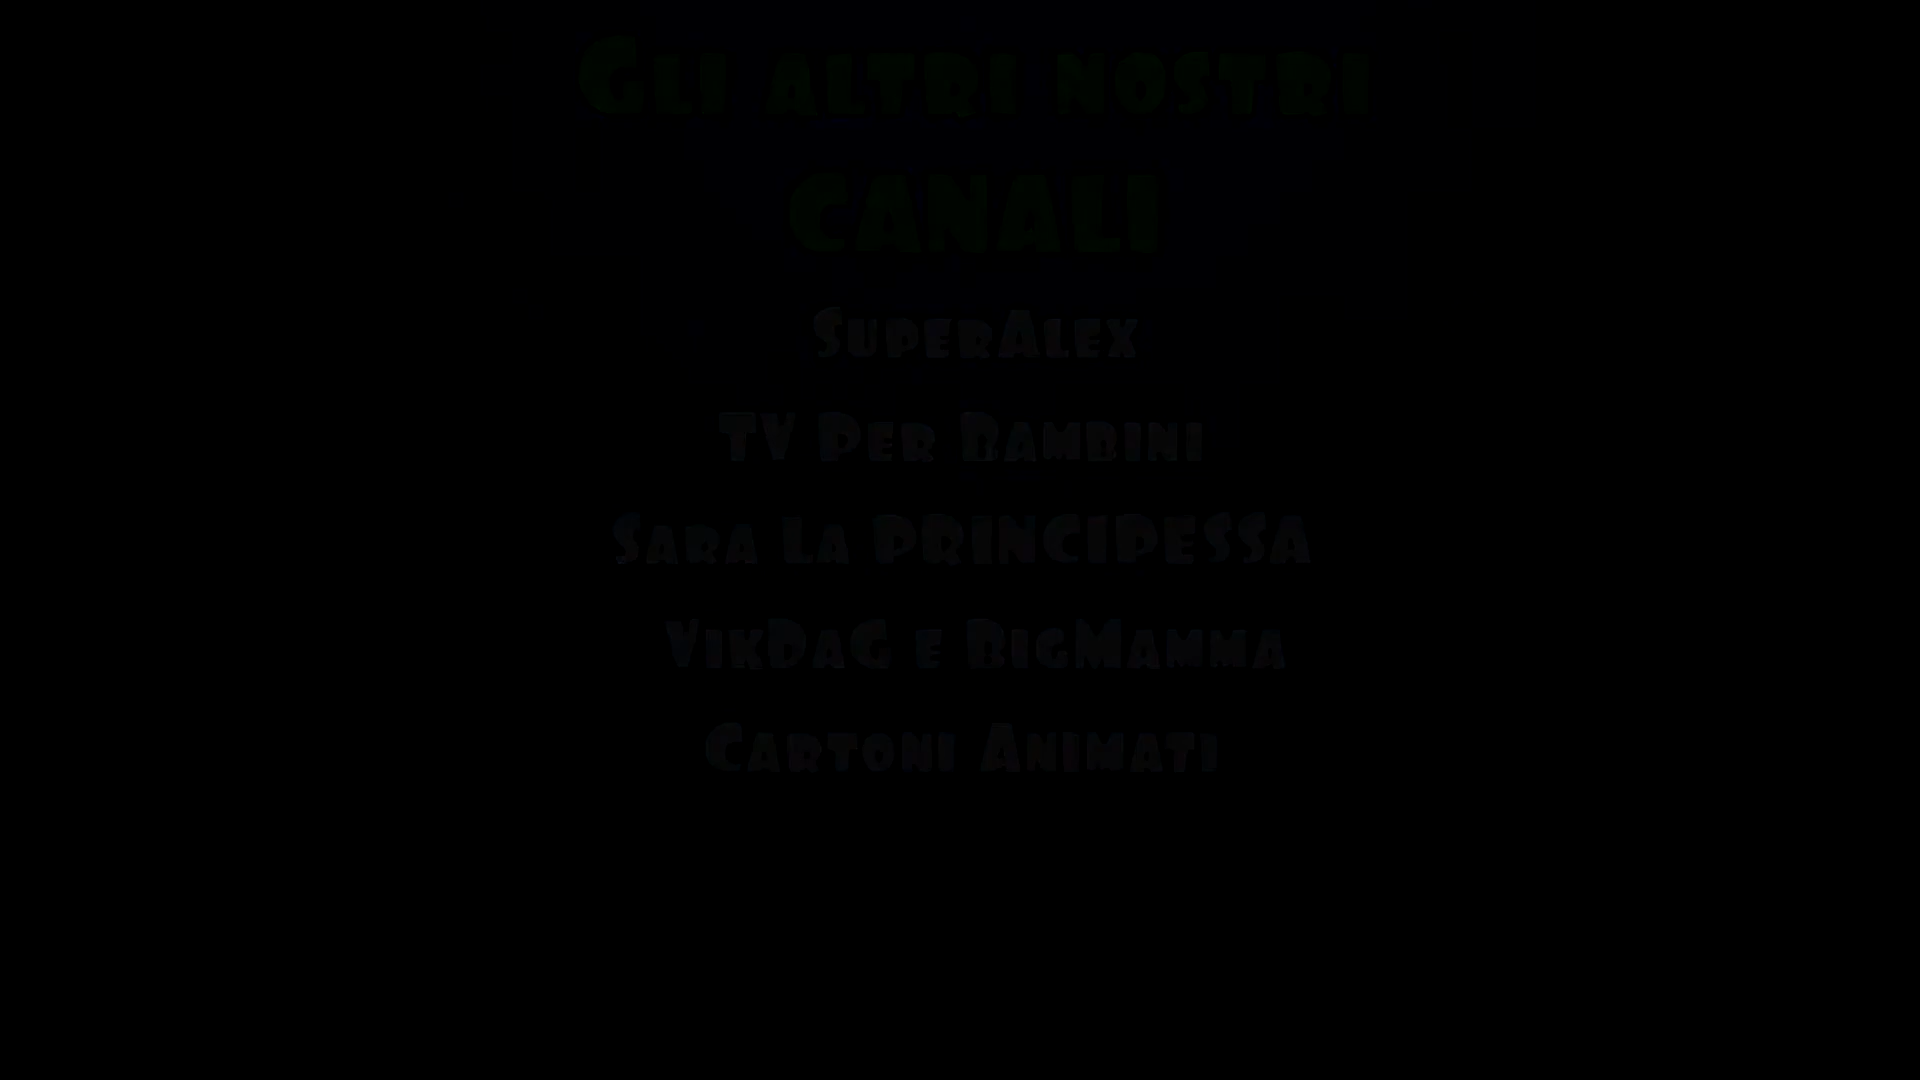 Gli altri nostri
CANALI
SuperAlex
TV Per Bambini
Sara La PRINCIPESSA
VikDaG e BigMamma
Cartoni Animati